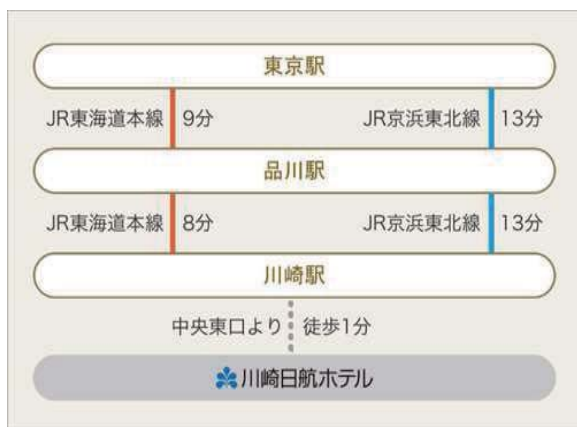 東京駅
JR東海道本線 9分 JR京浜東北線 13分
品川駅
JR東海道本線 8分 JR京浜東北線 13分
川崎駅
中央東口より 徒歩1分
川崎日航ホテル